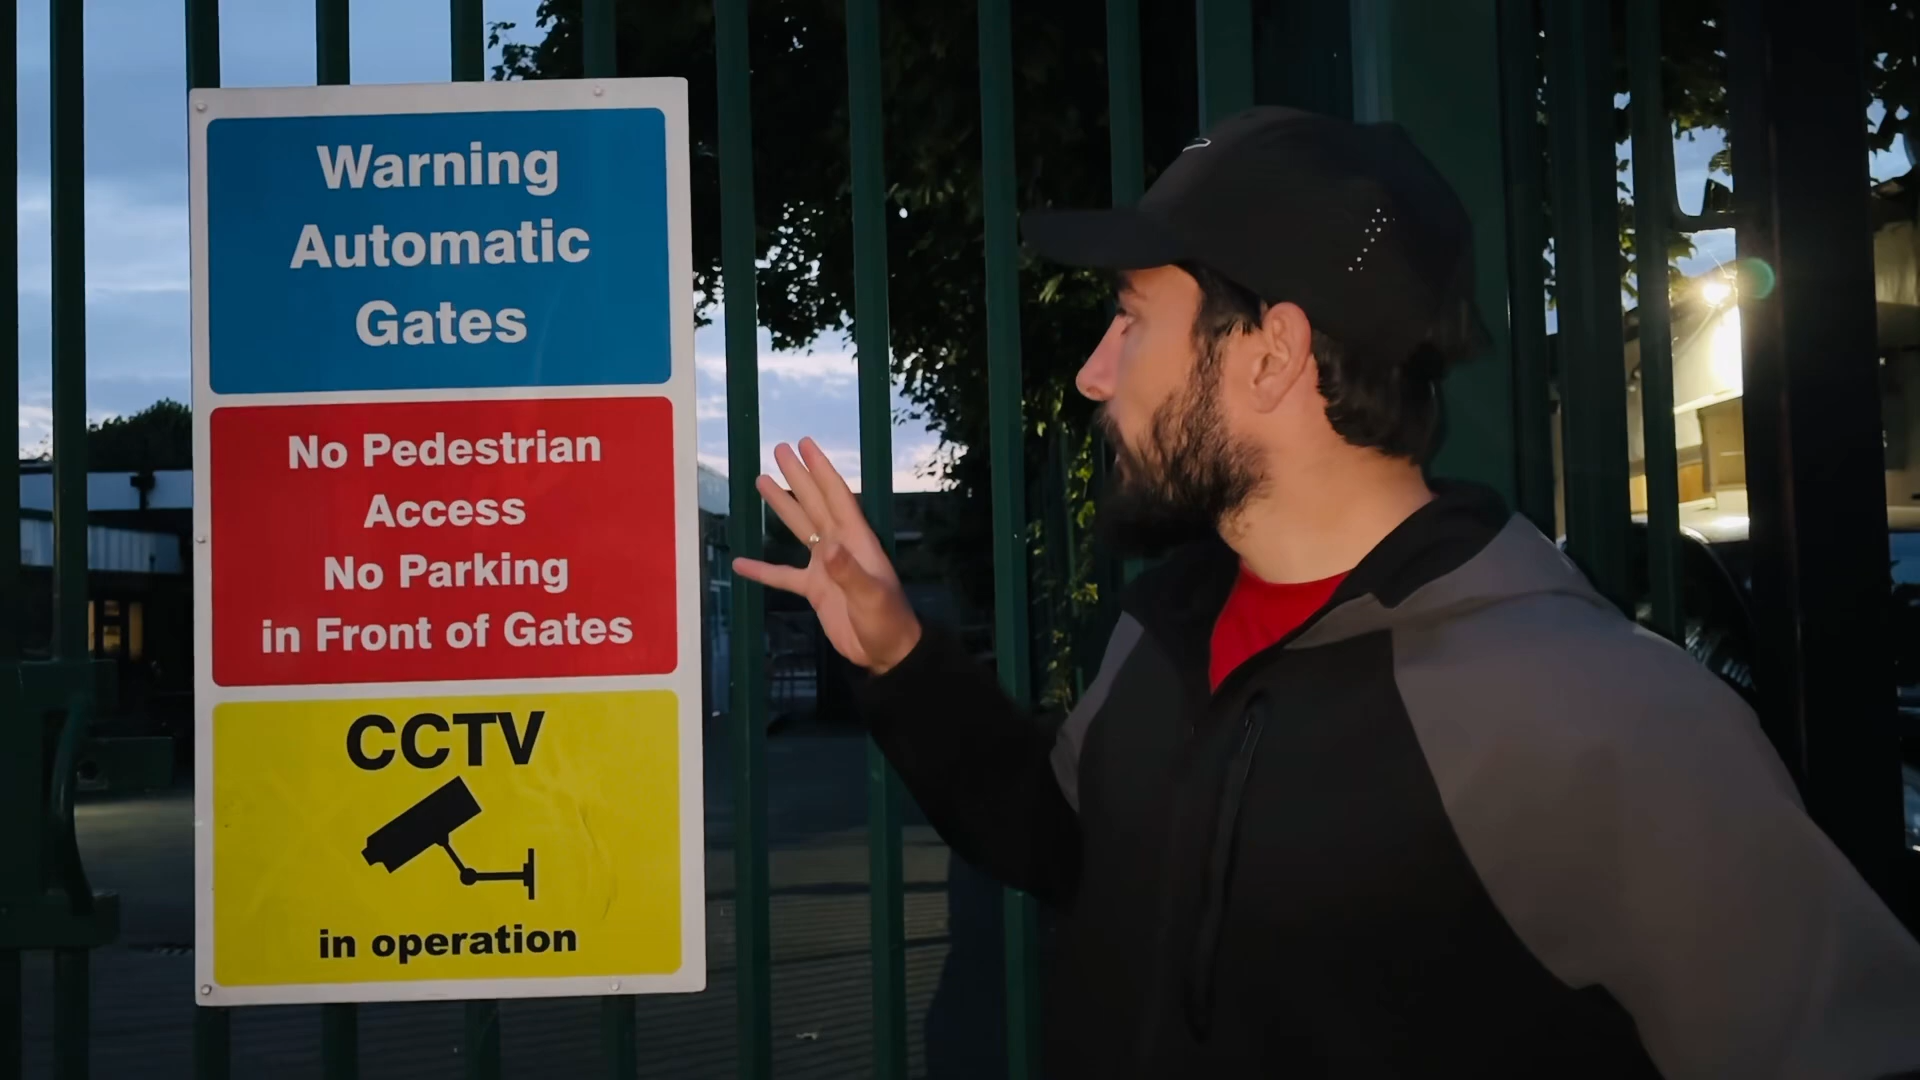 Warning
Automatic
Gates
No Pedestrian
Access
No Parking
in Front of Gates
CCTV
in operation